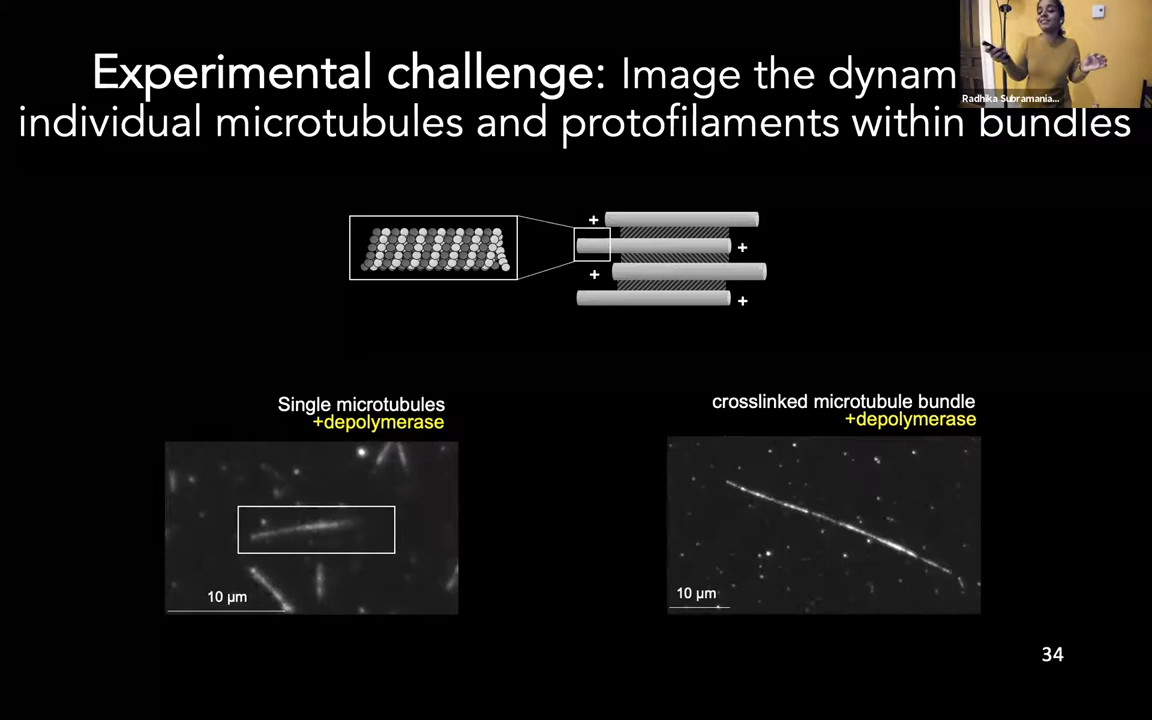 Experimental challenge: Image the dynam
individual microtubules and protofilaments within bundles
Radhika Subramania...
+
+
+
+
Single microtubules
+depolymerase
10 µm
crosslinked microtubule bundle
+depolymerase
10 µm
34